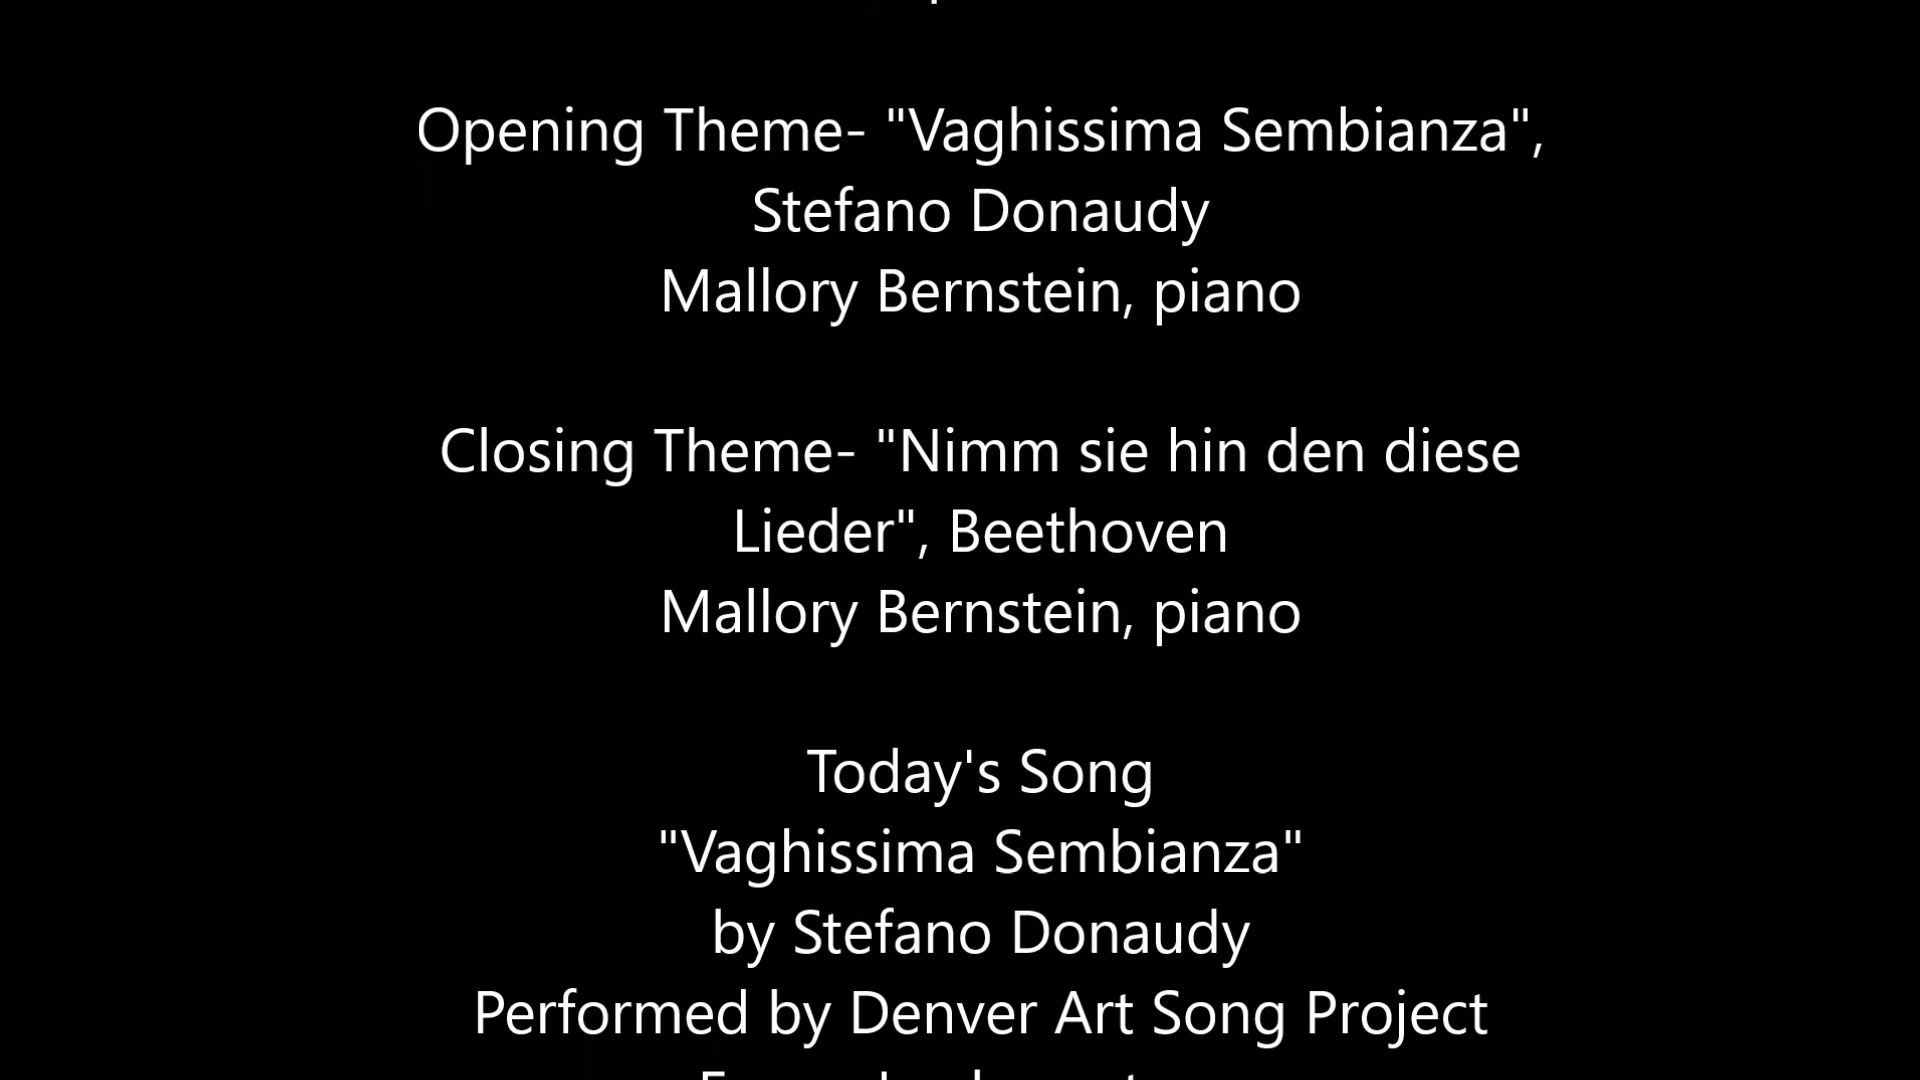 Opening Theme- "Vaghissima Sembianza",
Stefano Donaudy
Mallory Bernstein, piano
Closing Theme- "Nimm sie hin den diese
Lieder", Beethoven
Mallory Bernstein, piano
Today's Song
"Vaghissima Sembianza"
by Stefano Donaudy
Performed by Denver Art Song Project